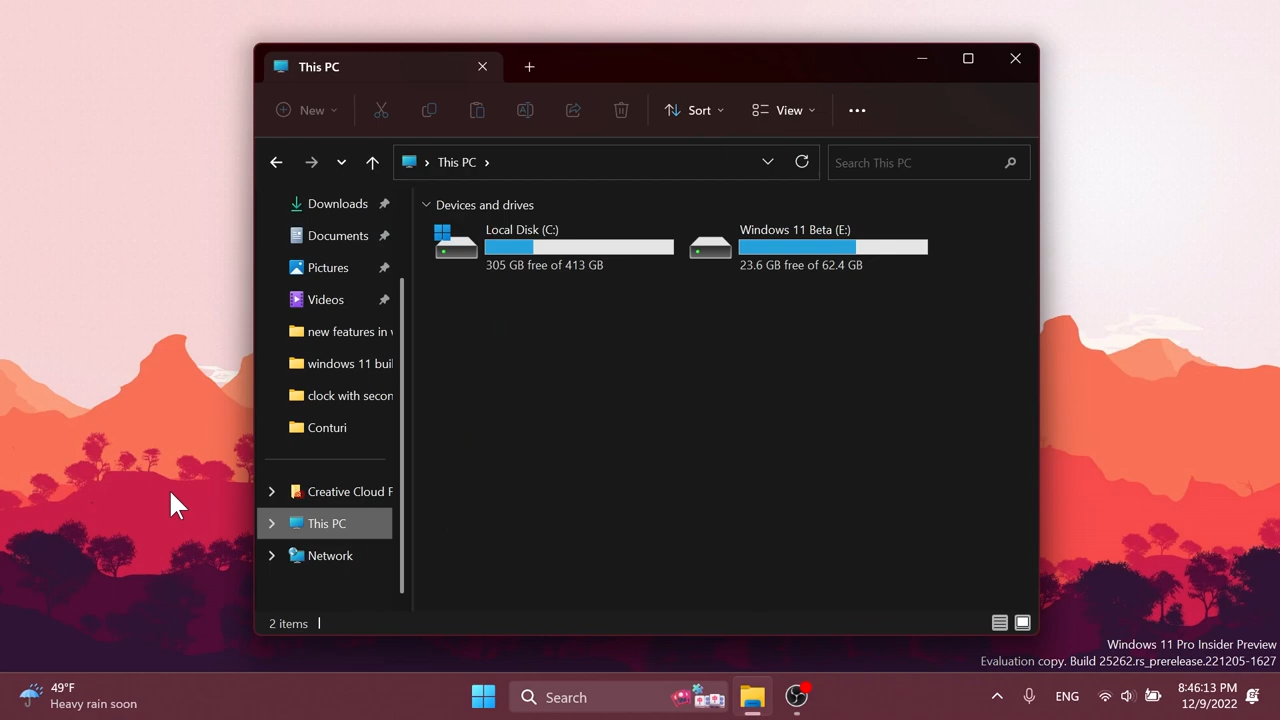 This PC
New
Sort
View
This PC
Search This PC
Downloads
Documents
Pictures
Videos
new features in
windows 11 bui
clock with secon
Conturi
Creative Cloud F
This PC
Network
Devices and drives
Local Disk (C:)
305 GB free of 413 GB
Windows 11 Beta (E:)
23.6 GB free of 62.4 GB
2 items
Windows 11 Pro Insider Preview
Evaluation copy. Build 25262.rs_prerelease.221205-1627
49°F
Heavy rain soon
Search
ENG
8:46:13 PM
12/9/2022